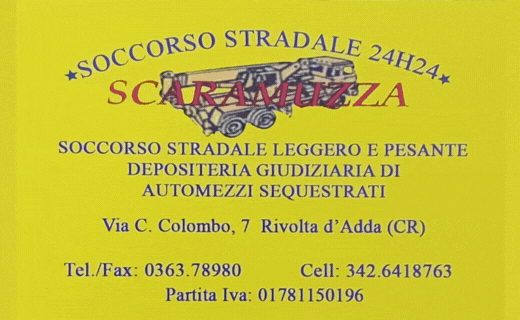 ★SOCCORSO STRADALE 24H24★
SCARAMUZZA
SOCCORSO STRADALE LEGGERO E PESANTE
DEPOSITERIA GIUDIZIARIA DI
AUTOMEZZI SEQUESTRATI
Via C. Colombo, 7 Rivolta d'Adda (CR)
Tel./Fax: 0363.78980 Cell: 342.6418763
Partita Iva: 01781150196